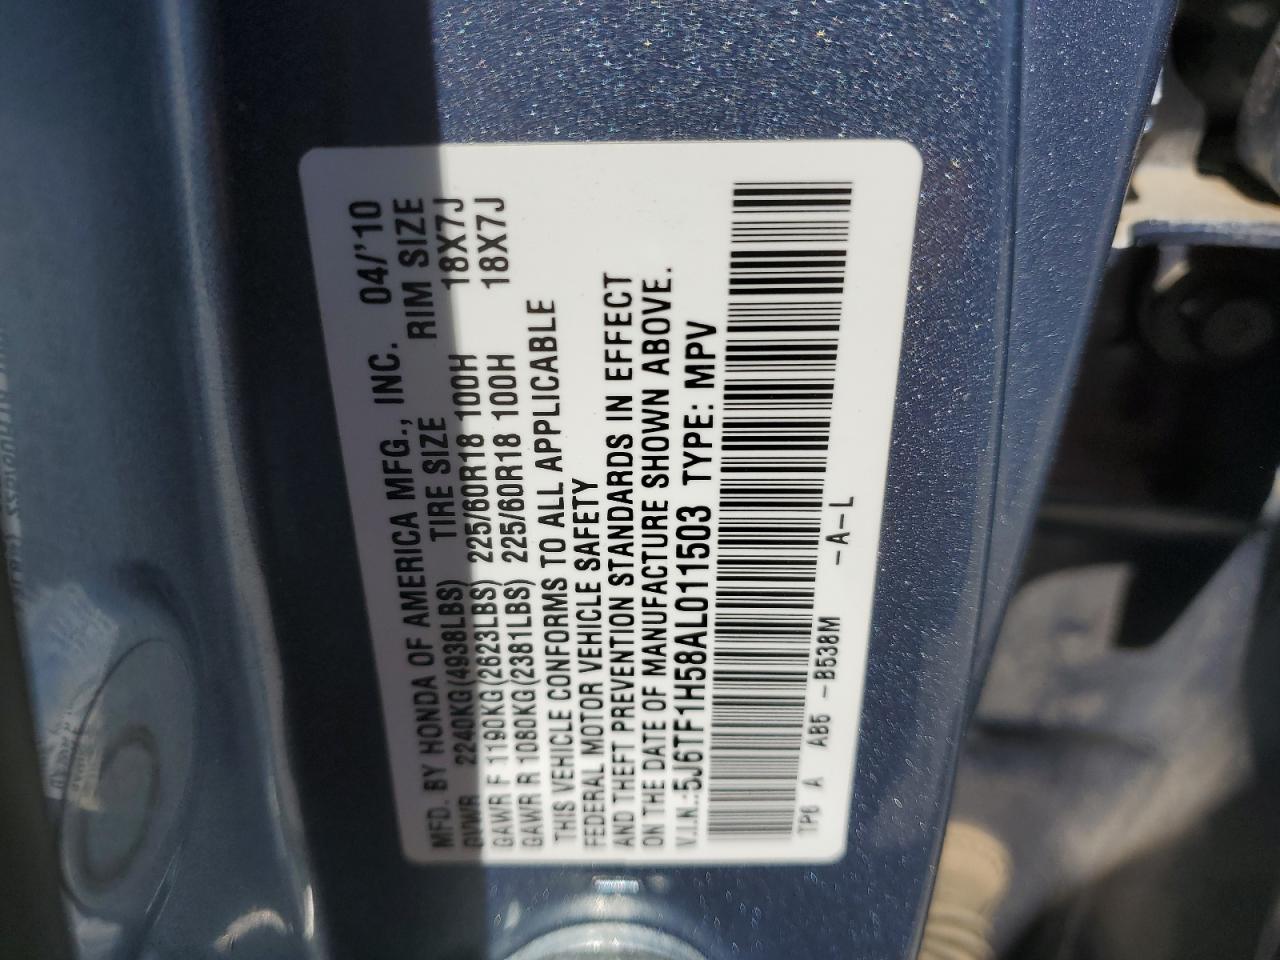 MFD. BY HONDA OF AMERICA MFG., INC. 04/'10
GVWR 2240KG(4938LBS) TIRE SIZE RIM SIZE
GAWR F 1190KG(2623LBS) 225/60R18 100H 18X7J
GAWR R 1080KG(2381LBS) 225/60R18 100H 18X7J
THIS VEHICLE CONFORMS TO ALL APPLICABLE
FEDERAL MOTOR VEHICLE SAFETY
AND THEFT PREVENTION STANDARDS IN EFFECT
ON THE DATE OF MANUFACTURE SHOWN ABOVE.
V.I.N.:5J6TF1H58AL011503 TYPE: MPV
TP6 A AB5 -B538M -A-L